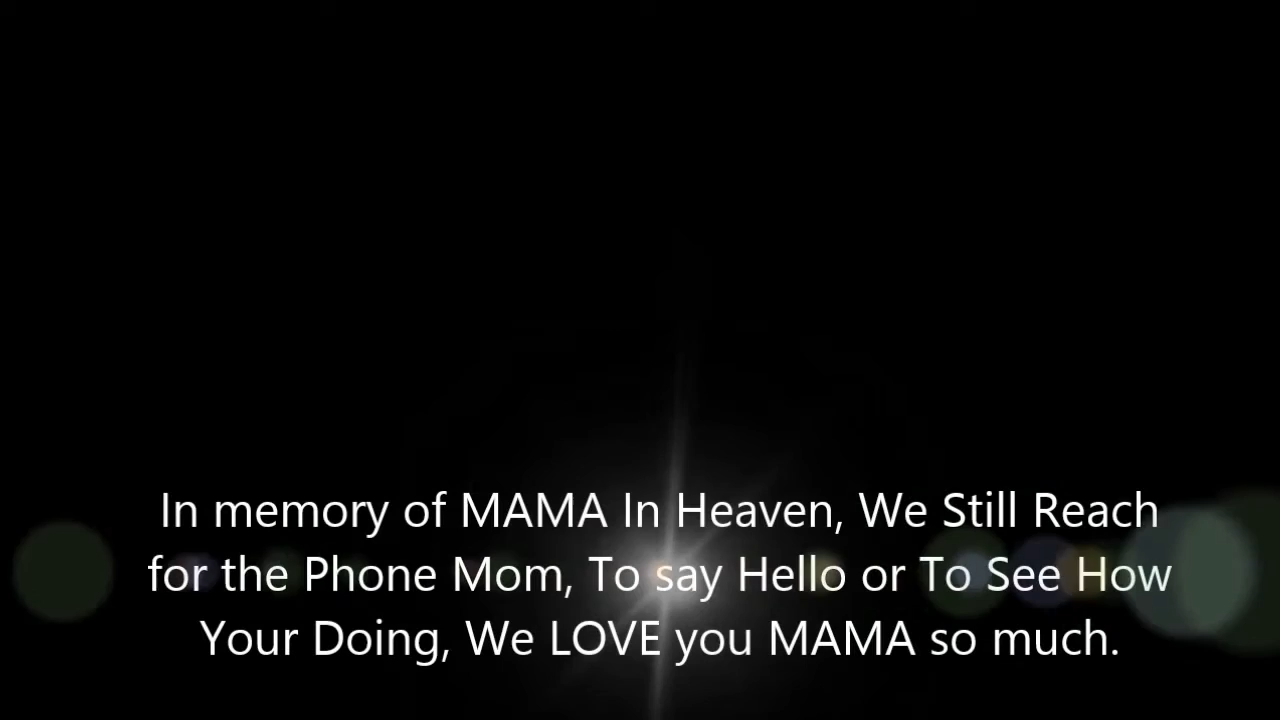 In memory of MAMA In Heaven, We Still Reach
for the Phone Mom, To say Hello or To See How
Your Doing, We LOVE you MAMA so much.